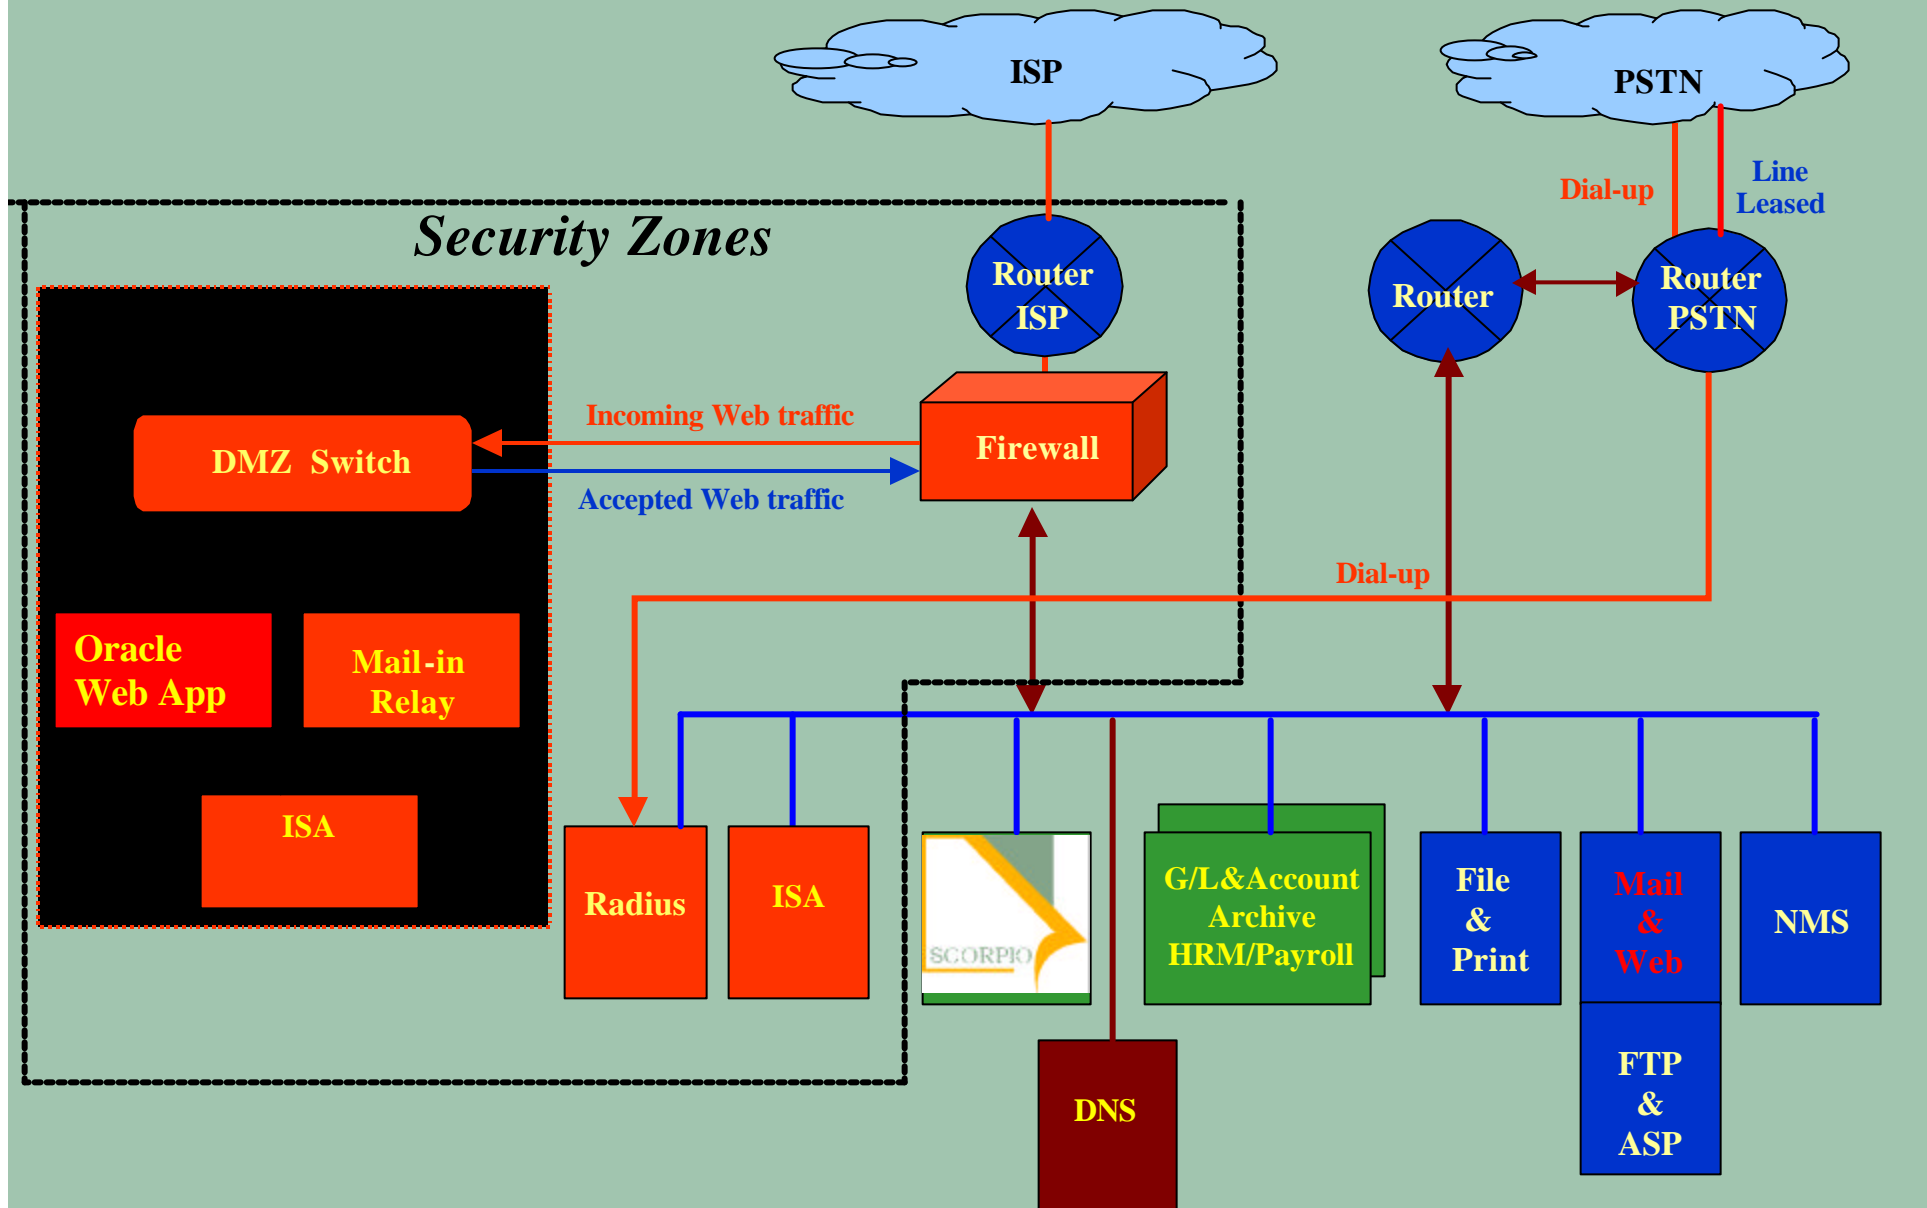 ISP
PSTN
Dial-up
Line
Leased
Security Zones
Router
ISP
Router
Router
PSTN
Incoming Web traffic
DMZ Switch
Firewall
Accepted Web traffic
Dial-up
Oracle
Web App
Mail-in
Relay
ISA
Radius
ISA
SCORPIO
G/L&Account
Archive
HRM/Payroll
File
&
Print
Mail
&
Web
NMS
DNS
FTP
&
ASP